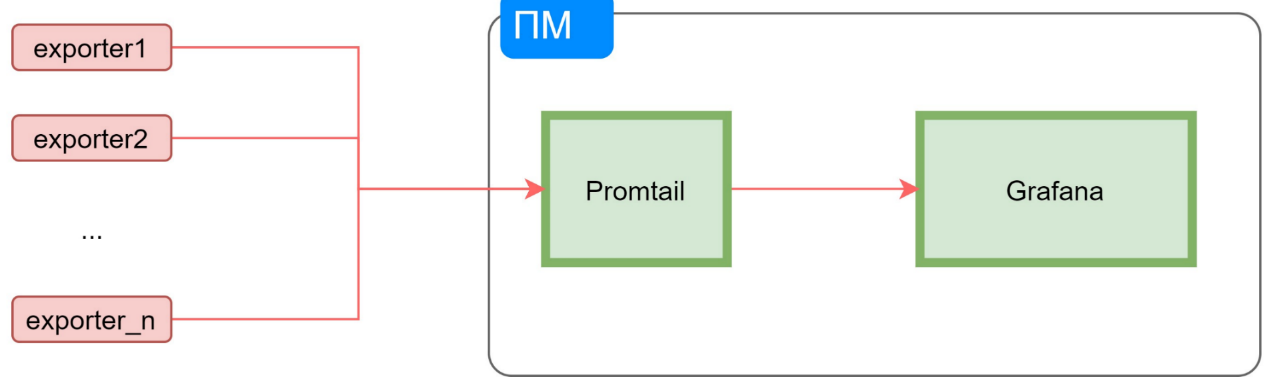 ПМ
exporter1
exporter2
...
exporter_n
Promtail
Grafana